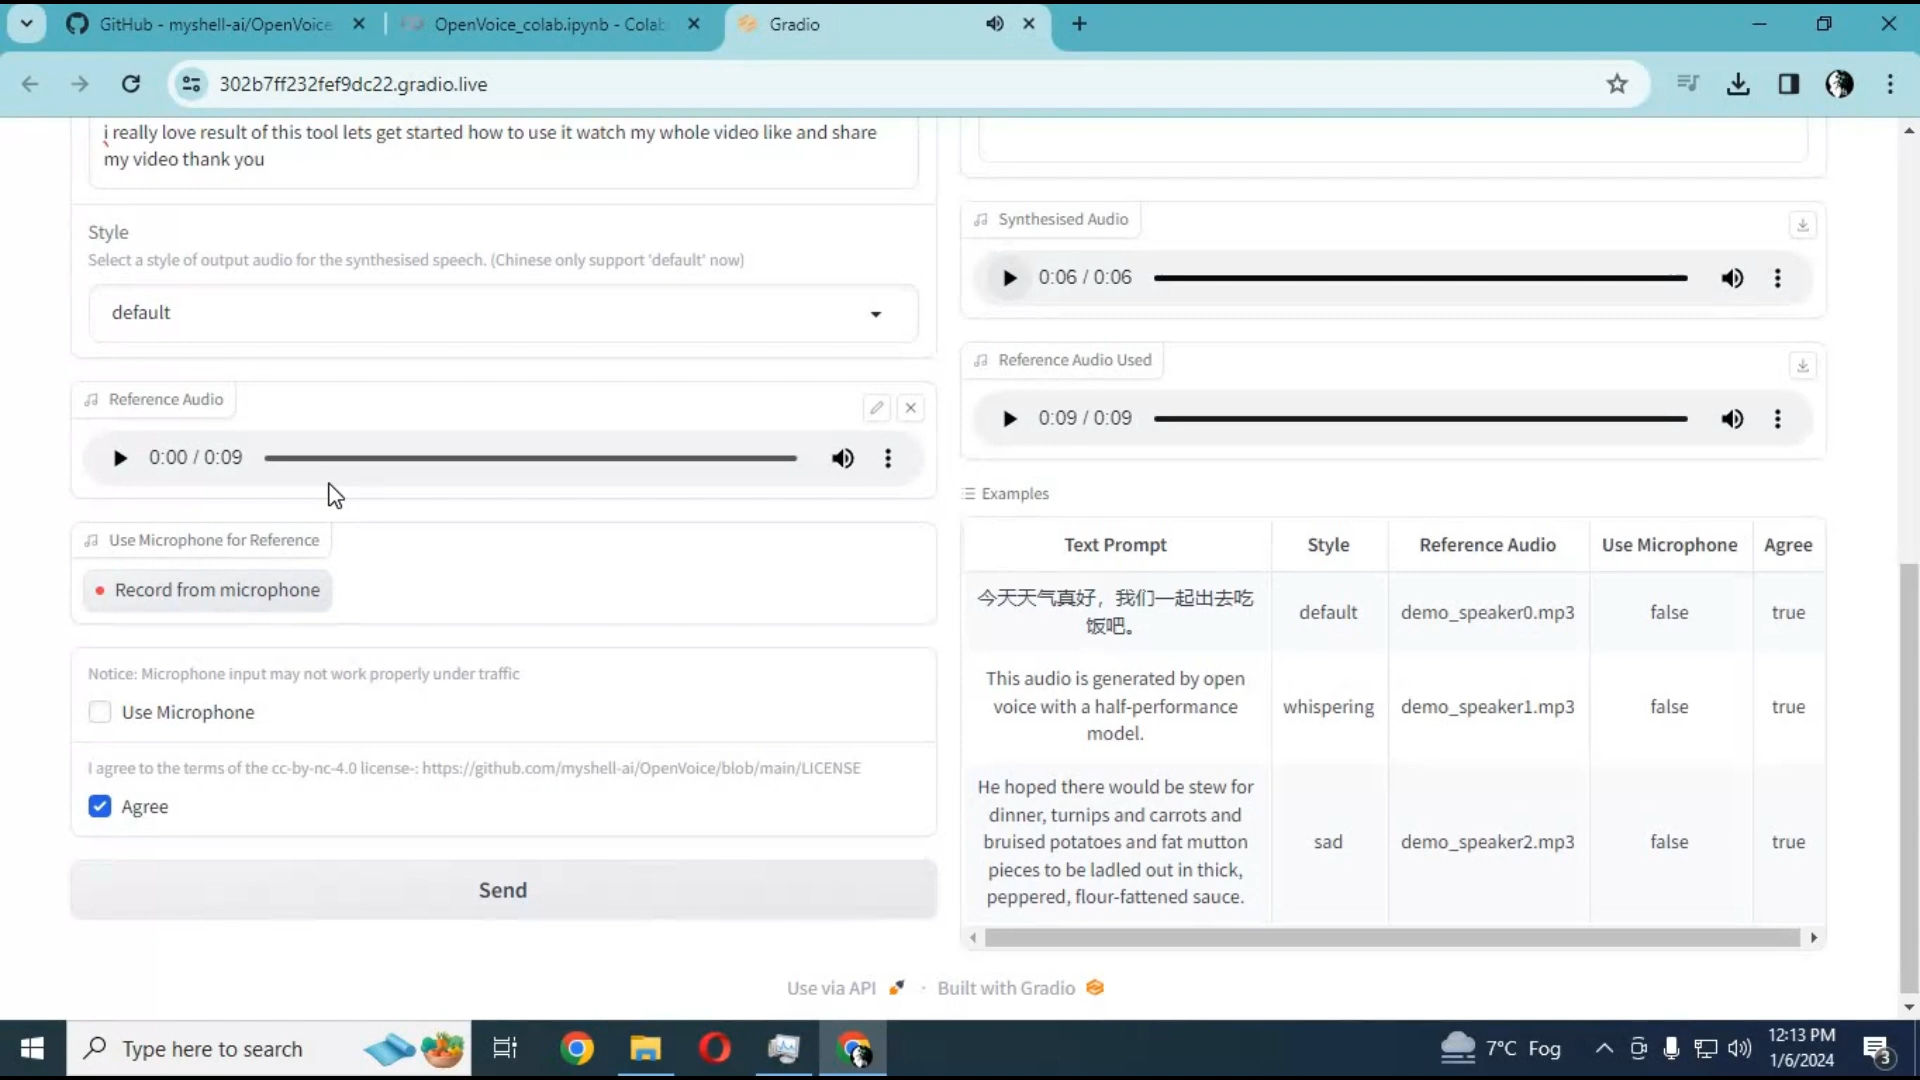 GitHub - myshell-ai/OpenVoice
OpenVoice_colab.ipynb - Colab
Gradio
302b7ff232fef9dc22.gradio.live
i really love result of this tool lets get started how to use it watch my whole video like and share
my video thank you
Style
Select a style of output audio for the synthesised speech. (Chinese only support 'default' now)
default
Reference Audio
0:00 / 0:09
Use Microphone for Reference
Record from microphone
Notice: Microphone input may not work properly under traffic
Use Microphone
I agree to the terms of the cc-by-nc-4.0 license-: https://github.com/myshell-ai/OpenVoice/blob/main/LICENSE
Agree
Send
Synthesised Audio
0:06 / 0:06
Reference Audio Used
0:09 / 0:09
Examples
Text Prompt Style Reference Audio Use Microphone Agree
今天天气真好，我们一起出去吃
饭吧。
default demo_speaker0.mp3 false true
This audio is generated by open
voice with a half-performance
model.
whispering demo_speaker1.mp3 false true
He hoped there would be stew for
dinner, turnips and carrots and
bruised potatoes and fat mutton
pieces to be ladled out in thick,
peppered, flour-fattened sauce.
sad demo_speaker2.mp3 false true
Use via API · Built with Gradio
Type here to search
7°C Fog
12:13 PM
1/6/2024
3